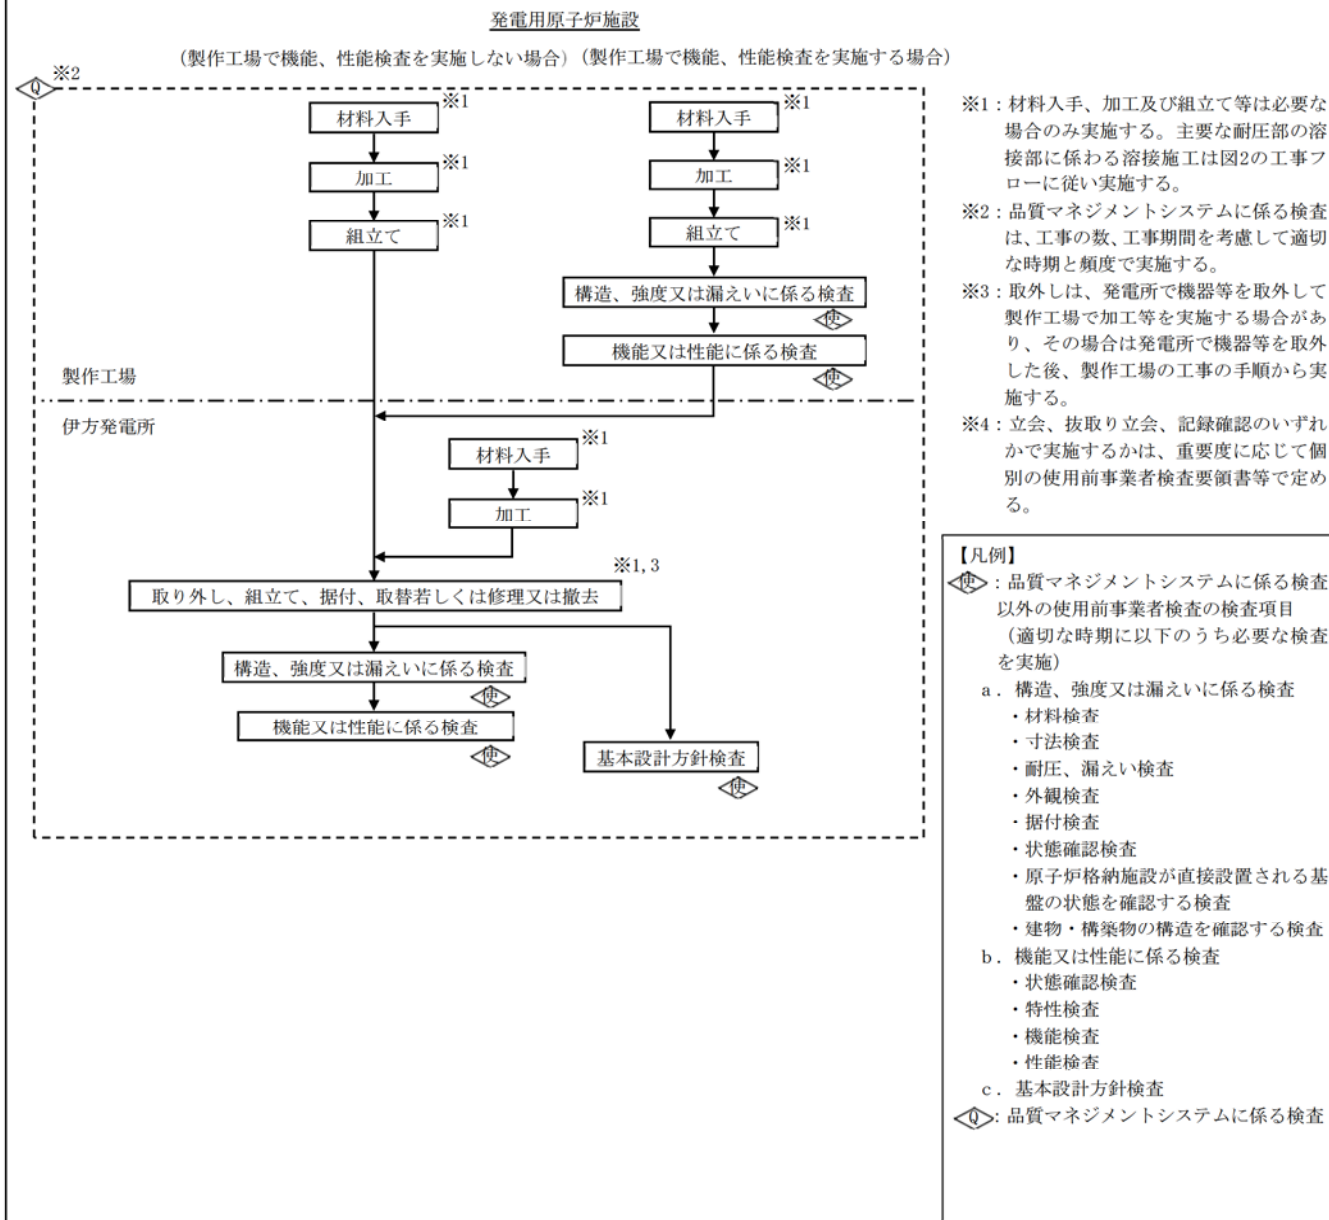 発電用原子炉施設
(製作工場で機能、性能検査を実施しない場合)(製作工場で機能、性能検査を実施する場合)
Q
※2
材料入手
※1
加工
※1
組立て
※1
材料入手
※1
加工
※1
組立て
※1
構造、強度又は漏えいに係る検査
使
機能又は性能に係る検査
使
製作工場
伊方発電所
材料入手
※1
加工
※1
※1,3
取り外し、組立て、据付、取替若しくは修理又は撤去
構造、強度又は漏えいに係る検査
使
機能又は性能に係る検査
使
基本設計方針検査
使
※1:材料入手、加工及び組立て等は必要な
場合のみ実施する。主要な耐圧部の溶
接部に係わる溶接施工は図2の工事フ
ローに従い実施する。
※2:品質マネジメントシステムに係る検査
は、工事の数、工事期間を考慮して適切
な時期と頻度で実施する。
※3:取外しは、発電所で機器等を取外して
製作工場で加工等を実施する場合があ
り、その場合は発電所で機器等を取外
した後、製作工場の工事の手順から実
施する。
※4:立会、抜取り立会、記録確認のいずれ
かで実施するかは、重要度に応じて個
別の使用前事業者検査要領書等で定め
る。
【凡例】
使:品質マネジメントシステムに係る検査
以外の使用前事業者検査の検査項目
(適切な時期に以下のうち必要な検査
を実施)
a.構造、強度又は漏えいに係る検査
・材料検査
・寸法検査
・耐圧、漏えい検査
・外観検査
・据付検査
・状態確認検査
・原子炉格納施設が直接設置される基
盤の状態を確認する検査
・建物・構築物の構造を確認する検査
b.機能又は性能に係る検査
・状態確認検査
・特性検査
・機能検査
・性能検査
c.基本設計方針検査
Q:品質マネジメントシステムに係る検査